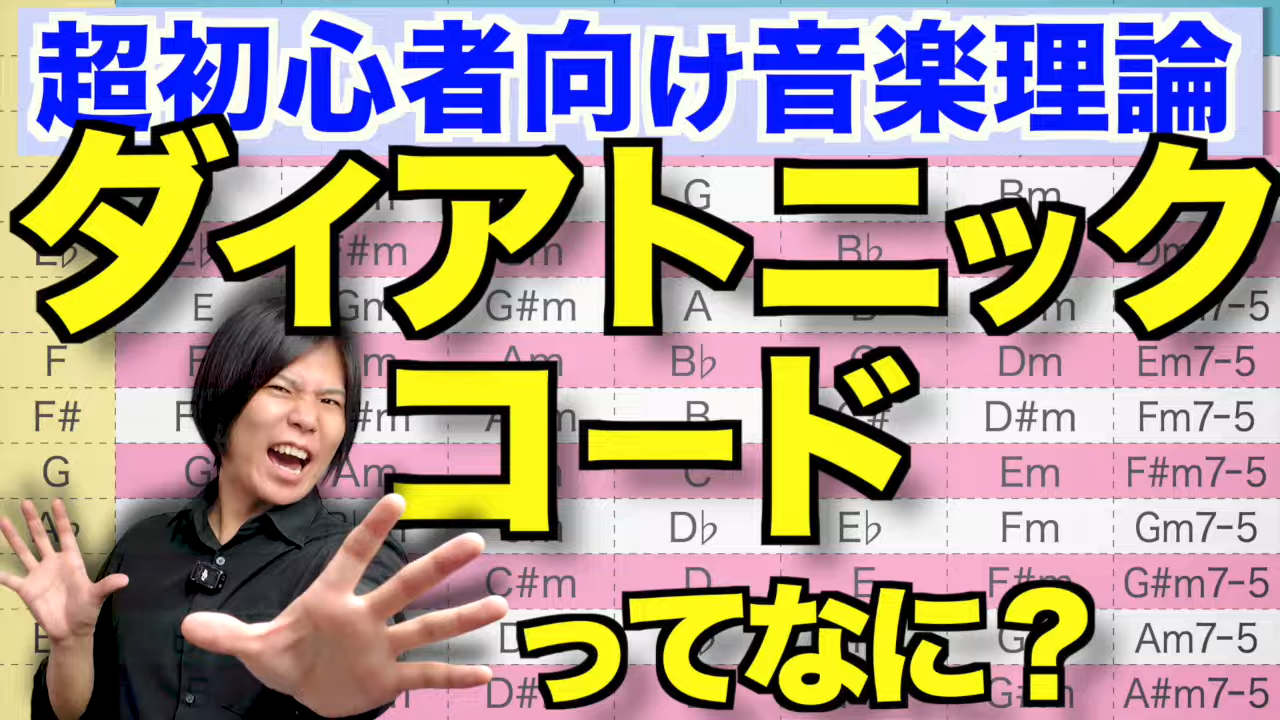 超初心者向け音楽理論
ダイアトニック
コード
ってなに?
G Bm
E♭ #m B♭
E Gm G#m A
F Am B♭ Dm Em7-5
F# #m B D#m Fm7-5
G G Am C Em F#m7-5
A♭ D♭ E♭ Fm Gm7-5
C#m D E F#m G#m7-5
Am7-5
D# G#m A#m7-5